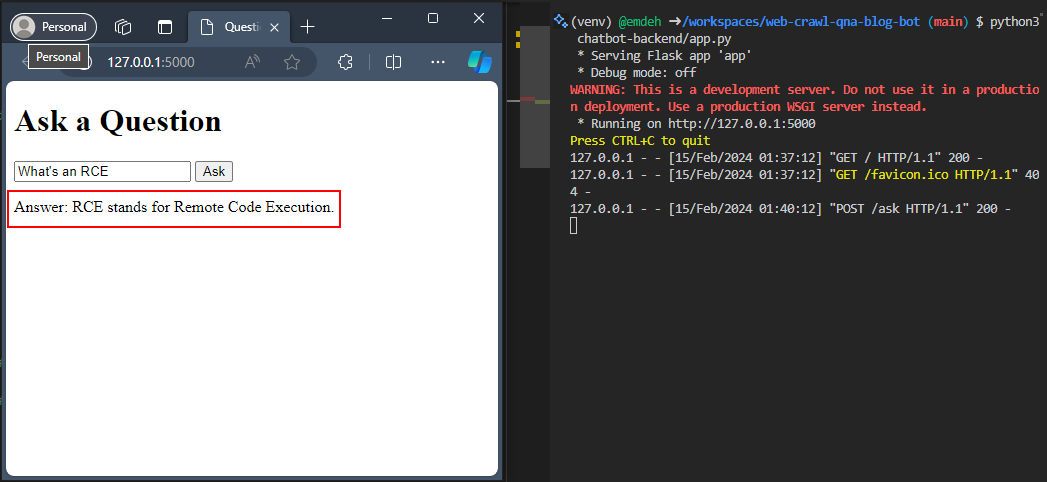 Personal
Questi
Personal
127.0.0.1:5000
Ask a Question
What's an RCE
Ask
Answer: RCE stands for Remote Code Execution.
(venv) @emdeh ➜/workspaces/web-crawl-qna-blog-bot (main) $ python3
chatbot-backend/app.py
* Serving Flask app 'app'
* Debug mode: off
WARNING: This is a development server. Do not use it in a productio
n deployment. Use a production WSGI server instead.
* Running on http://127.0.0.1:5000
Press CTRL+C to quit
127.0.0.1 - - [15/Feb/2024 01:37:12] "GET / HTTP/1.1" 200 -
127.0.0.1 - - [15/Feb/2024 01:37:12] "GET /favicon.ico HTTP/1.1" 40
4 -
127.0.0.1 - - [15/Feb/2024 01:40:12] "POST /ask HTTP/1.1" 200 -